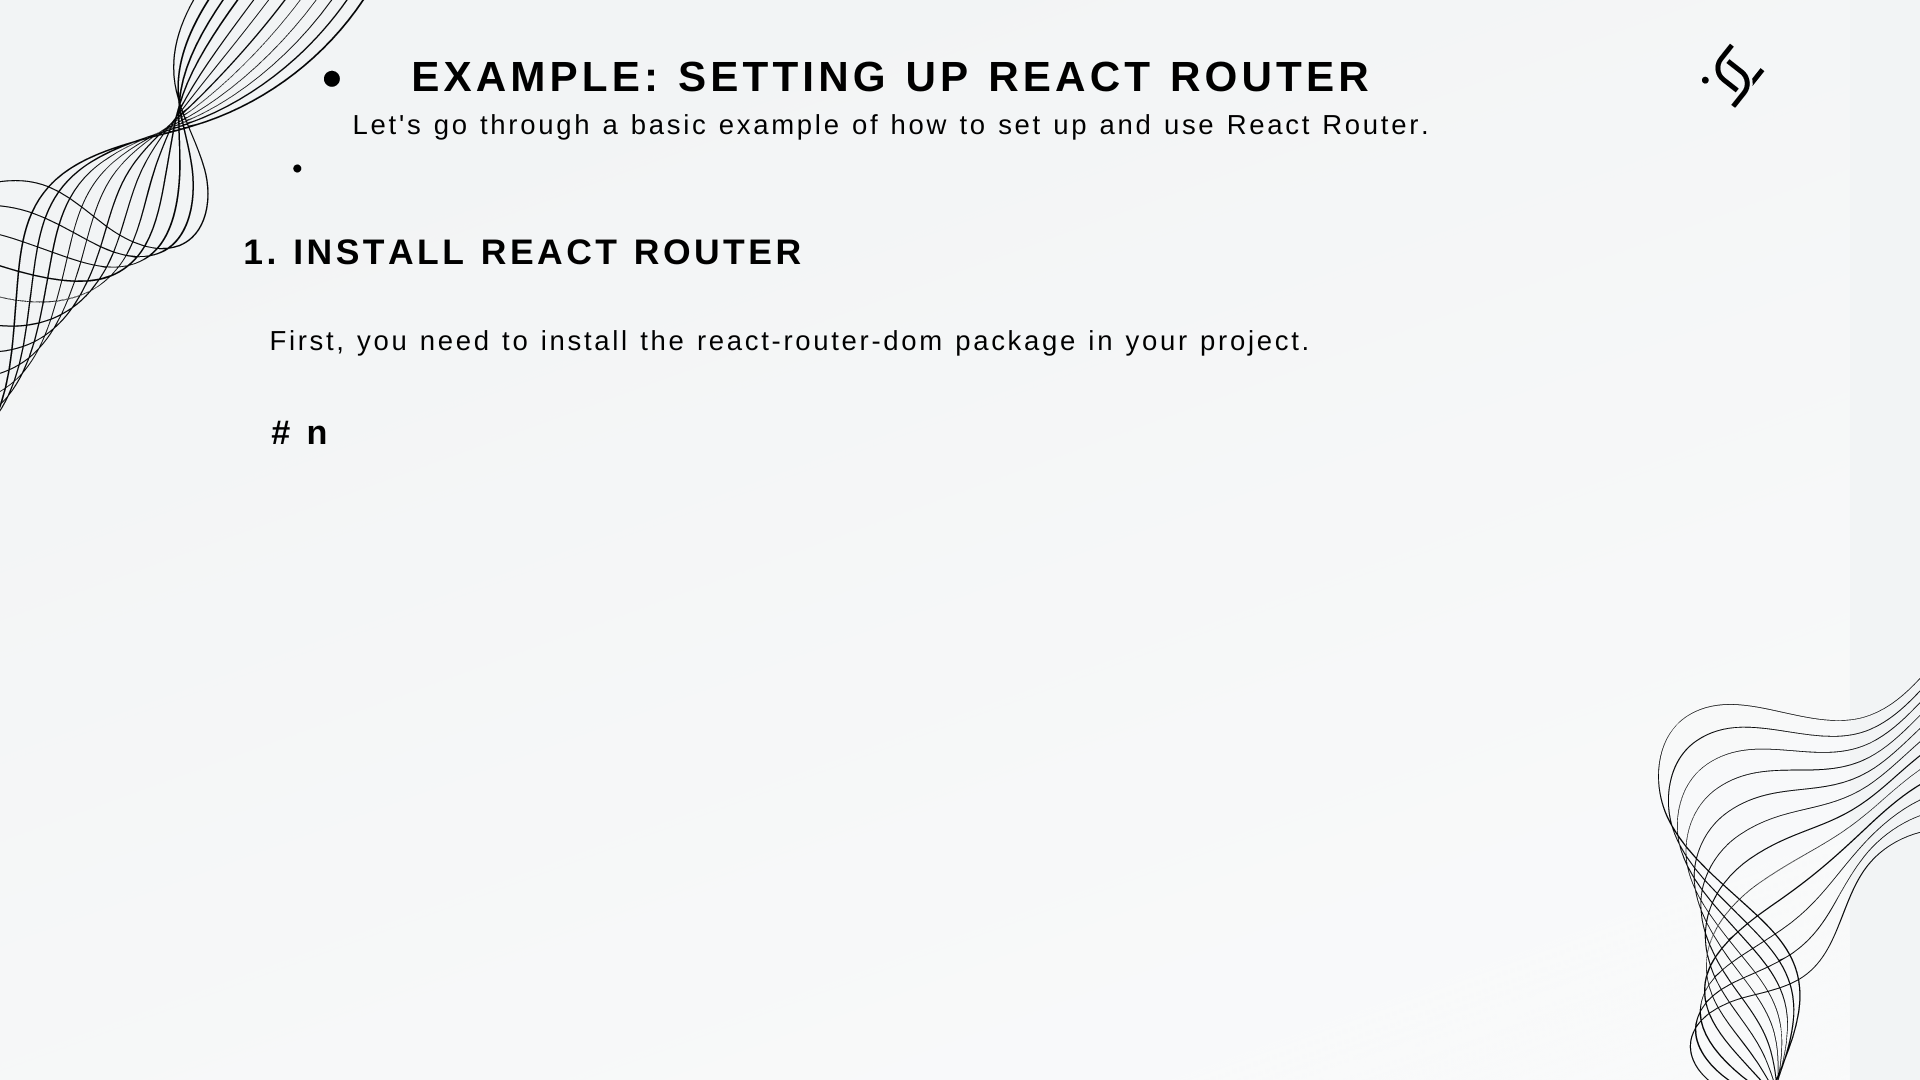 • EXAMPLE: SETTING UP REACT ROUTER
Let's go through a basic example of how to set up and use React Router.
•
1. INSTALL REACT ROUTER
First, you need to install the react-router-dom package in your project.
# n